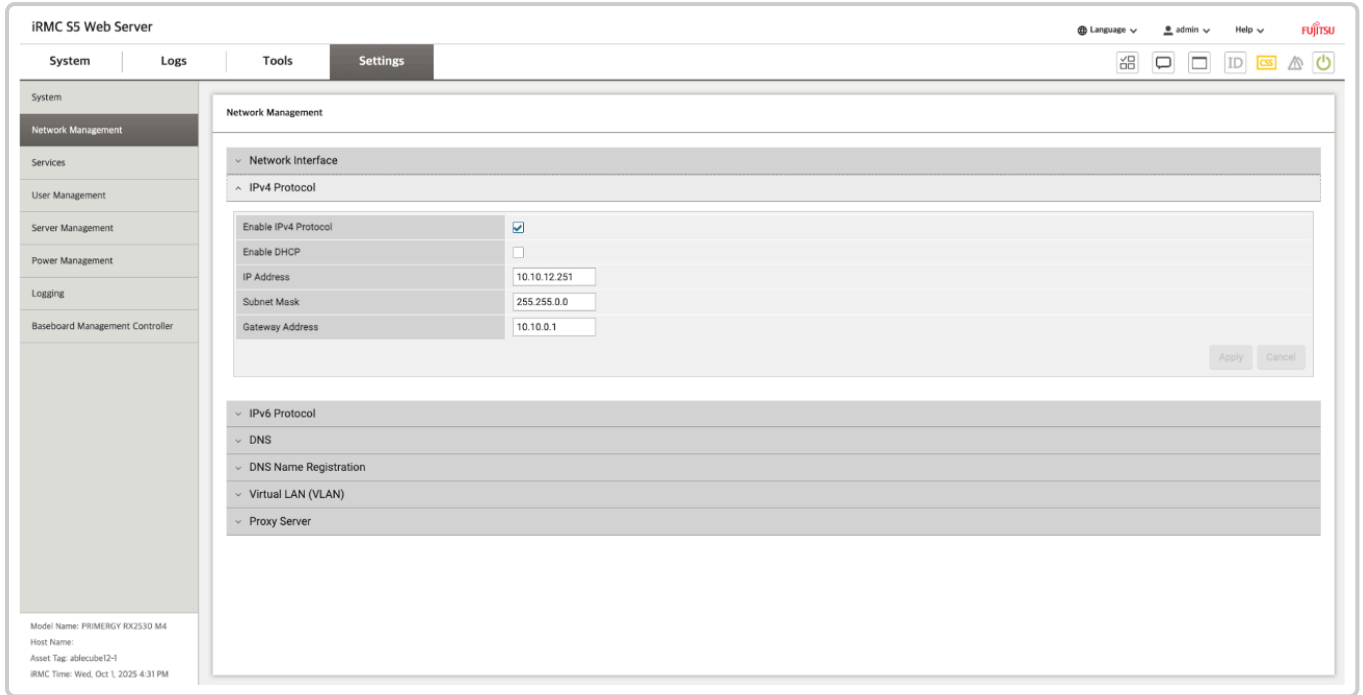 iRMC S5 Web Server
Language admin Help FUJITSU
System Logs Tools Settings
ID CSS
System
Network Management
Services
User Management
Server Management
Power Management
Logging
Baseboard Management Controller
Network Management
Network Interface
IPv4 Protocol
Enable IPv4 Protocol
Enable DHCP
IP Address 10.10.12.251
Subnet Mask 255.255.0.0
Gateway Address 10.10.0.1
Apply Cancel
IPv6 Protocol
DNS
DNS Name Registration
Virtual LAN (VLAN)
Proxy Server
Model Name: PRIMERGY RX2530 M4
Host Name:
Asset Tag: ablecube12-1
iRMC Time: Wed, Oct 1, 2025 4:31 PM